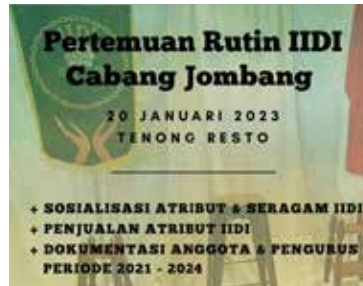 Pertemuan Rutin IIDI
Cabang Jombang
20 JANUARI 2023
TENONG RESTO
+ SOSIALISASI ATRIBUT & SERAGAM IIDI
+ PENJUALAN ATRIBUT IIDI
+ DOKUMENTASI ANGGOTA & PENGURUS
PERIODE 2021 - 2024